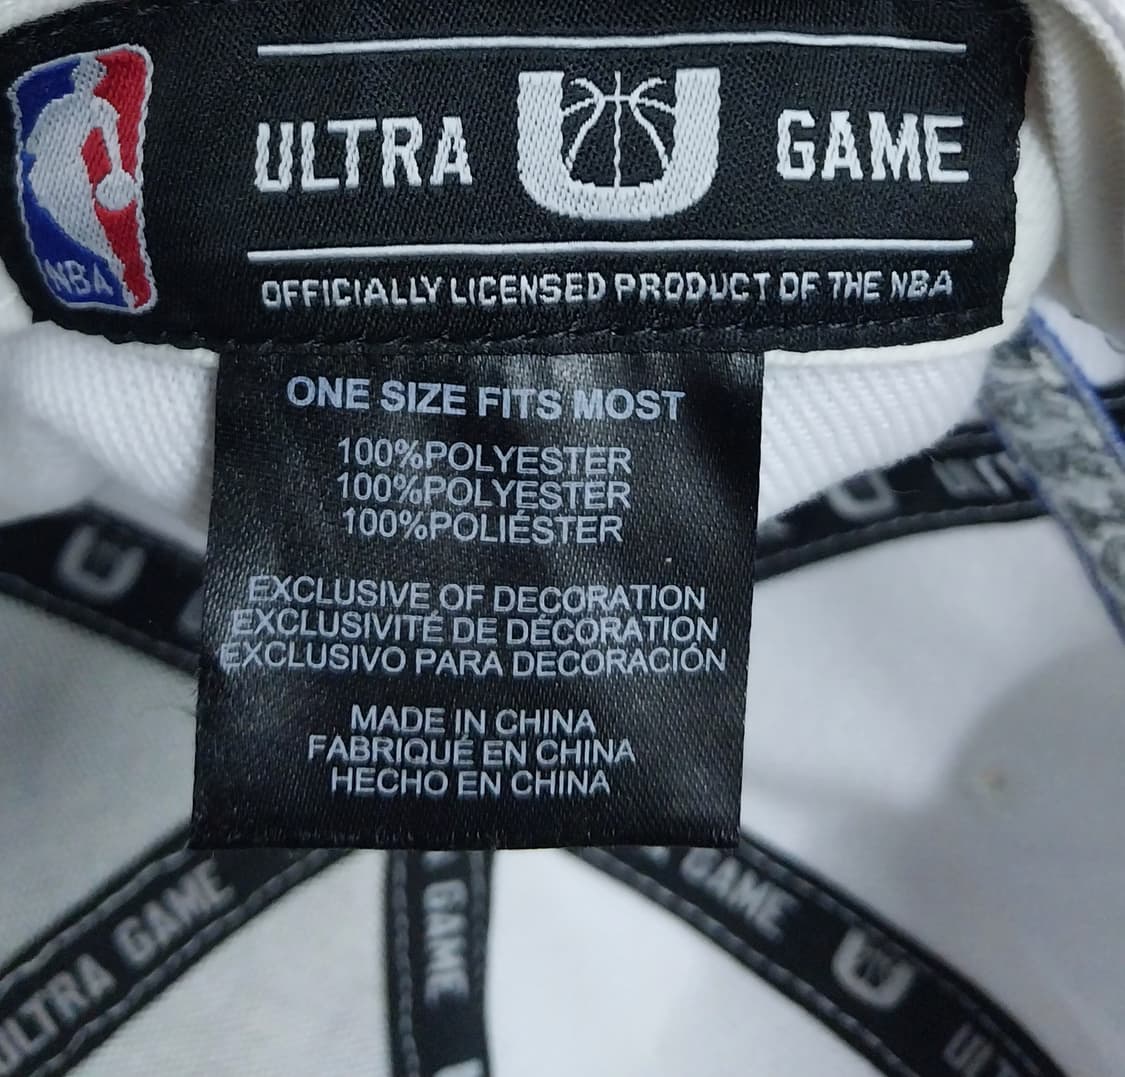 NBA
ULTRA U GAME
OFFICIALLY LICENSED PRODUCT OF THE NBA
ONE SIZE FITS MOST
100%POLYESTER
100%POLYESTER
100%POLIÉSTER
EXCLUSIVE OF DECORATION
EXCLUSIVITÉ DE DÉCORATION
EXCLUSIVO PARA DECORACIÓN
MADE IN CHINA
FABRIQUÉ EN CHINA
HECHO EN CHINA
U
U
ULTRA GAME
GAME
GAME U